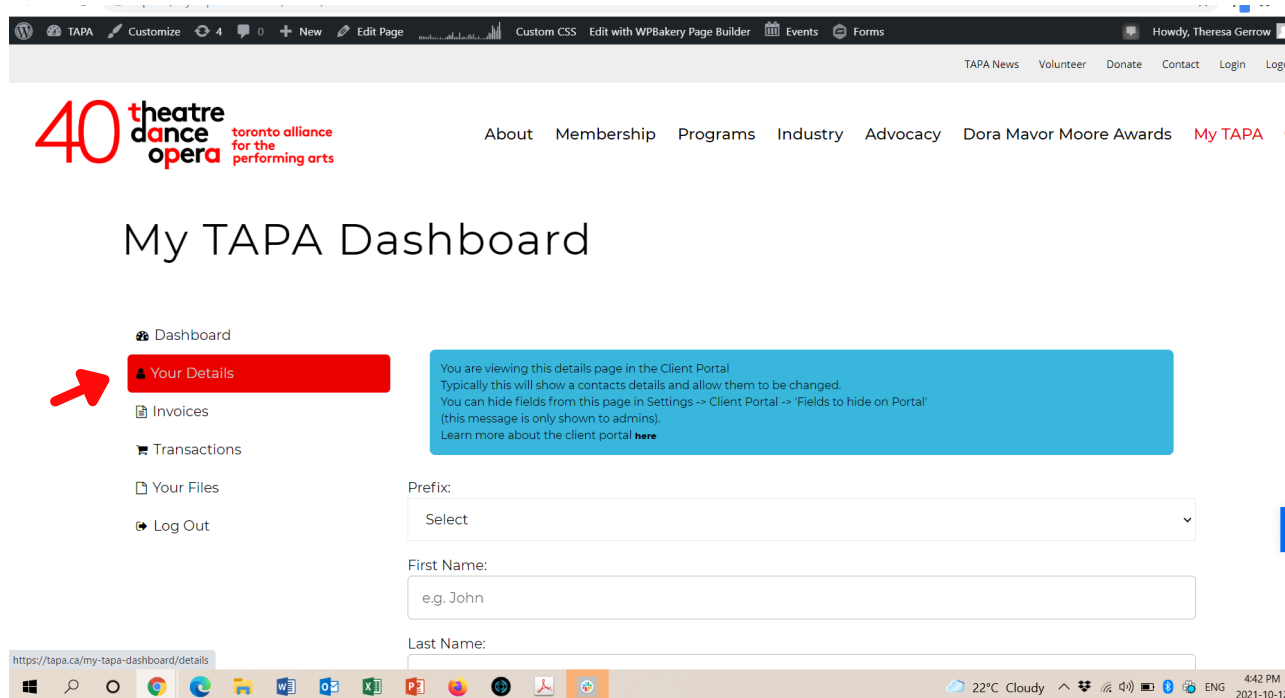 TAPA Customize 4 0 New Edit Page Custom CSS Edit with WPBakery Page Builder Events Forms Howdy, Theresa Gerrow
TAPA News Volunteer Donate Contact Login
40 theatre dance opera
toronto alliance for the performing arts
About Membership Programs Industry Advocacy Dora Mavor Moore Awards My TAPA
My TAPA Dashboard
Dashboard
Your Details
Invoices
Transactions
Your Files
Log Out
You are viewing this details page in the Client Portal
Typically this will show a contacts details and allow them to be changed.
You can hide fields from this page in Settings -> Client Portal -> 'Fields to hide on Portal'
(this message is only shown to admins).
Learn more about the client portal here
Prefix:
Select
First Name:
e.g. John
Last Name:
https://tapa.ca/my-tapa-dashboard/details
22°C Cloudy ENG 4:42 PM